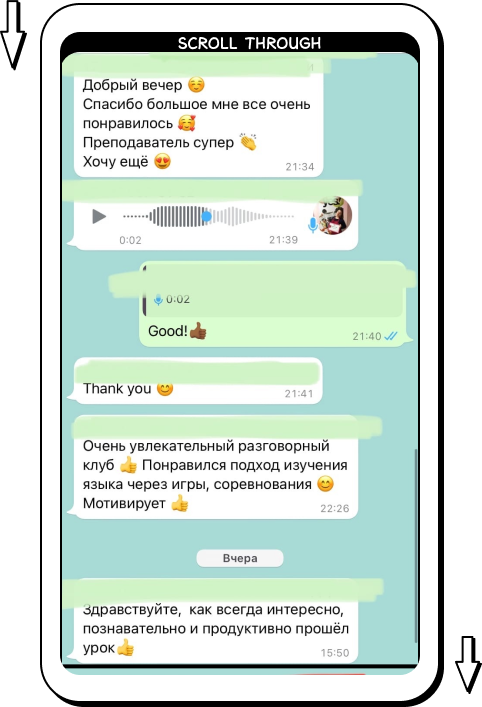 SCROLL THROUGH
Добрый вечер ☺️
Спасибо большое мне все очень
понравилось 🥰
Преподаватель супер 👏
Хочу ещё 😍
21:34
0:02
21:39
0:02
Good!👍🏾
21:40
Thank you 😊
21:41
Очень увлекательный разговорный
клуб 👍 Понравился подход изучения
языка через игры, соревнования 😊
Мотивирует 👍
22:26
Вчера
Здравствуйте, как всегда интересно,
познавательно и продуктивно прошёл
урок👍
15:50